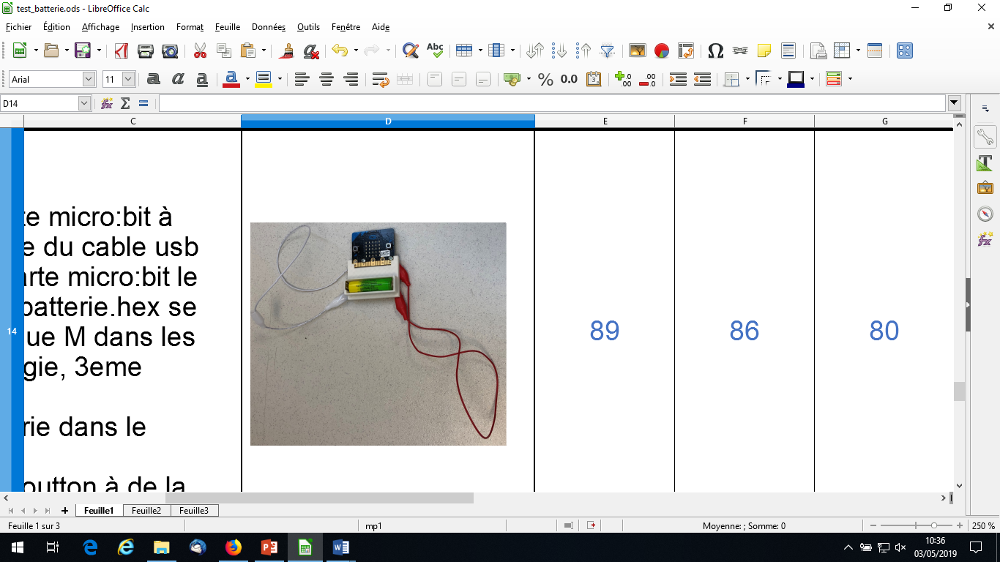 test_batterie.ods - LibreOffice Calc
Fichier Édition Affichage Insertion Format Feuille Données Outils Fenêtre Aide
Arial 11
D14
C D E F G
14
te micro:bit à
e du cable usb
arte micro:bit le
batterie.hex se
ue M dans les
gie, 3eme
rie dans le
outton à de la
89 86 80
Feuille1 Feuille2 Feuille3
Feuille 1 sur 3 mp1 Moyenne: ; Somme: 0 250 %
10:36
03/05/2019